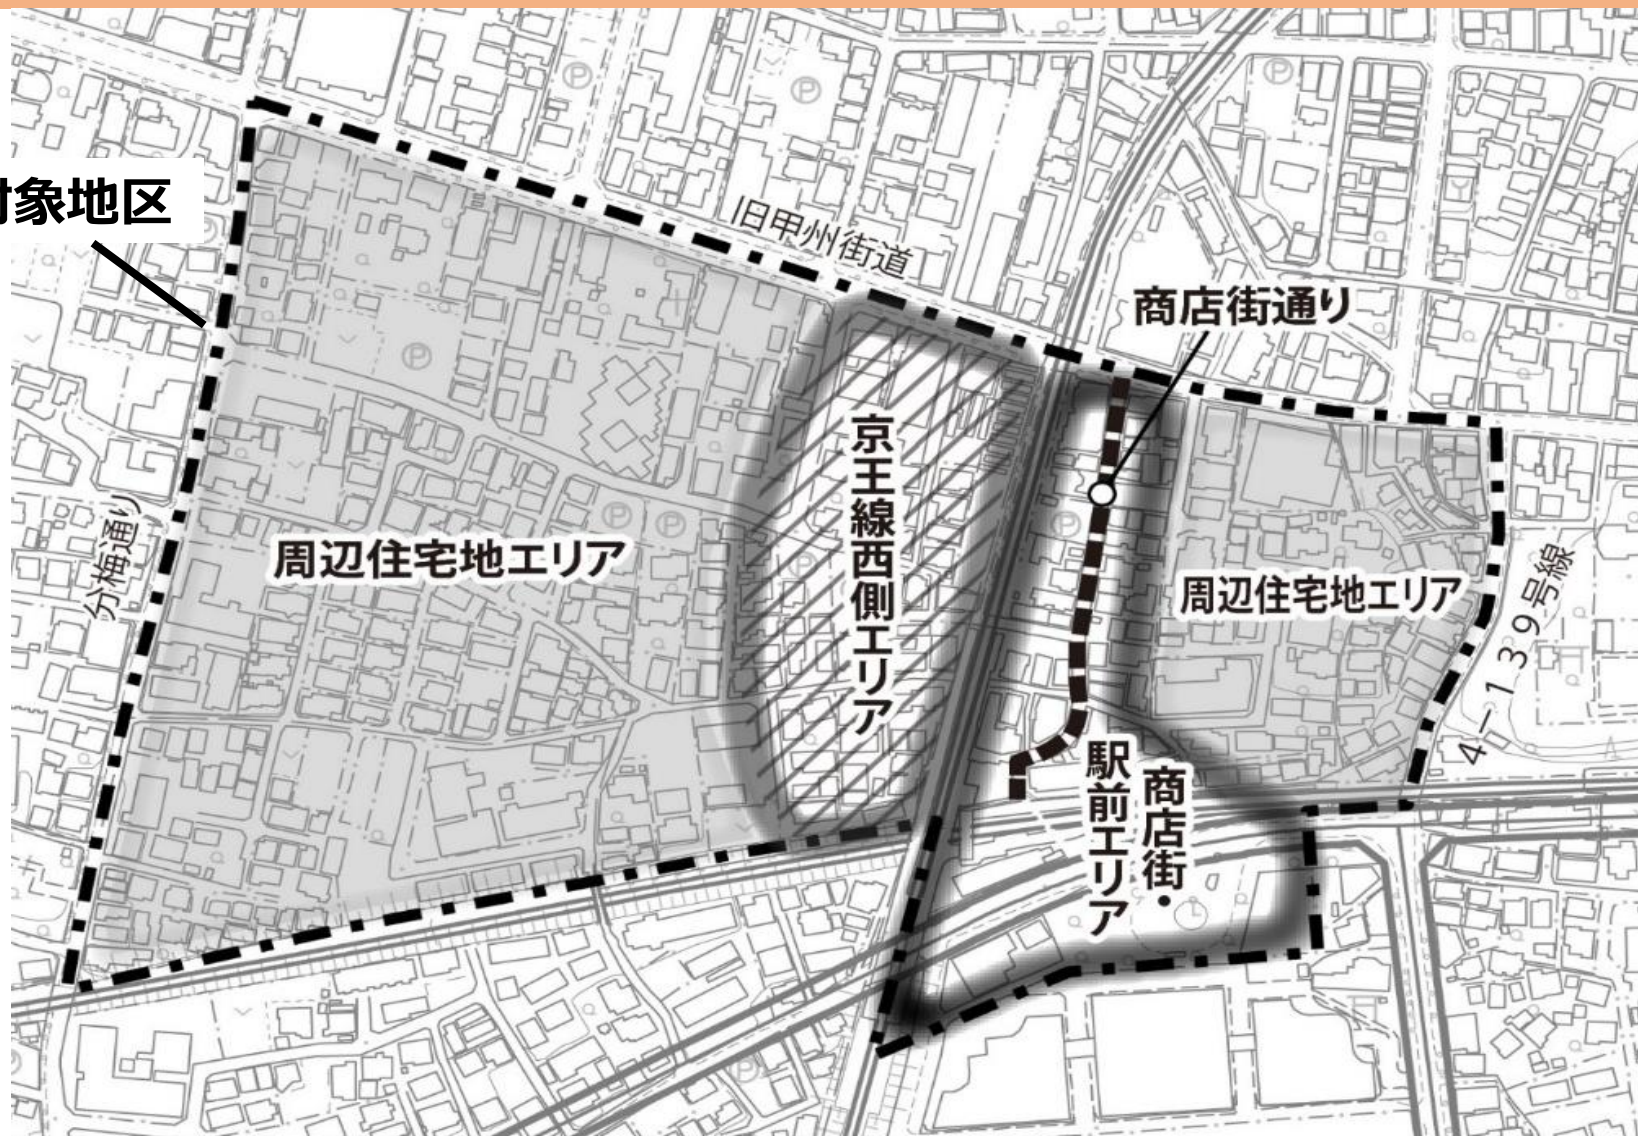 対象地区
旧甲州街道
商店街通り
京王線西側エリア
周辺住宅地エリア
周辺住宅地エリア
分梅通り
4−139号線
商店街・
駅前エリア
Ⓟ
Ⓟ
Ⓟ
Ⓟ
Ⓟ
Ⓟ
Ⓟ
Ⓟ